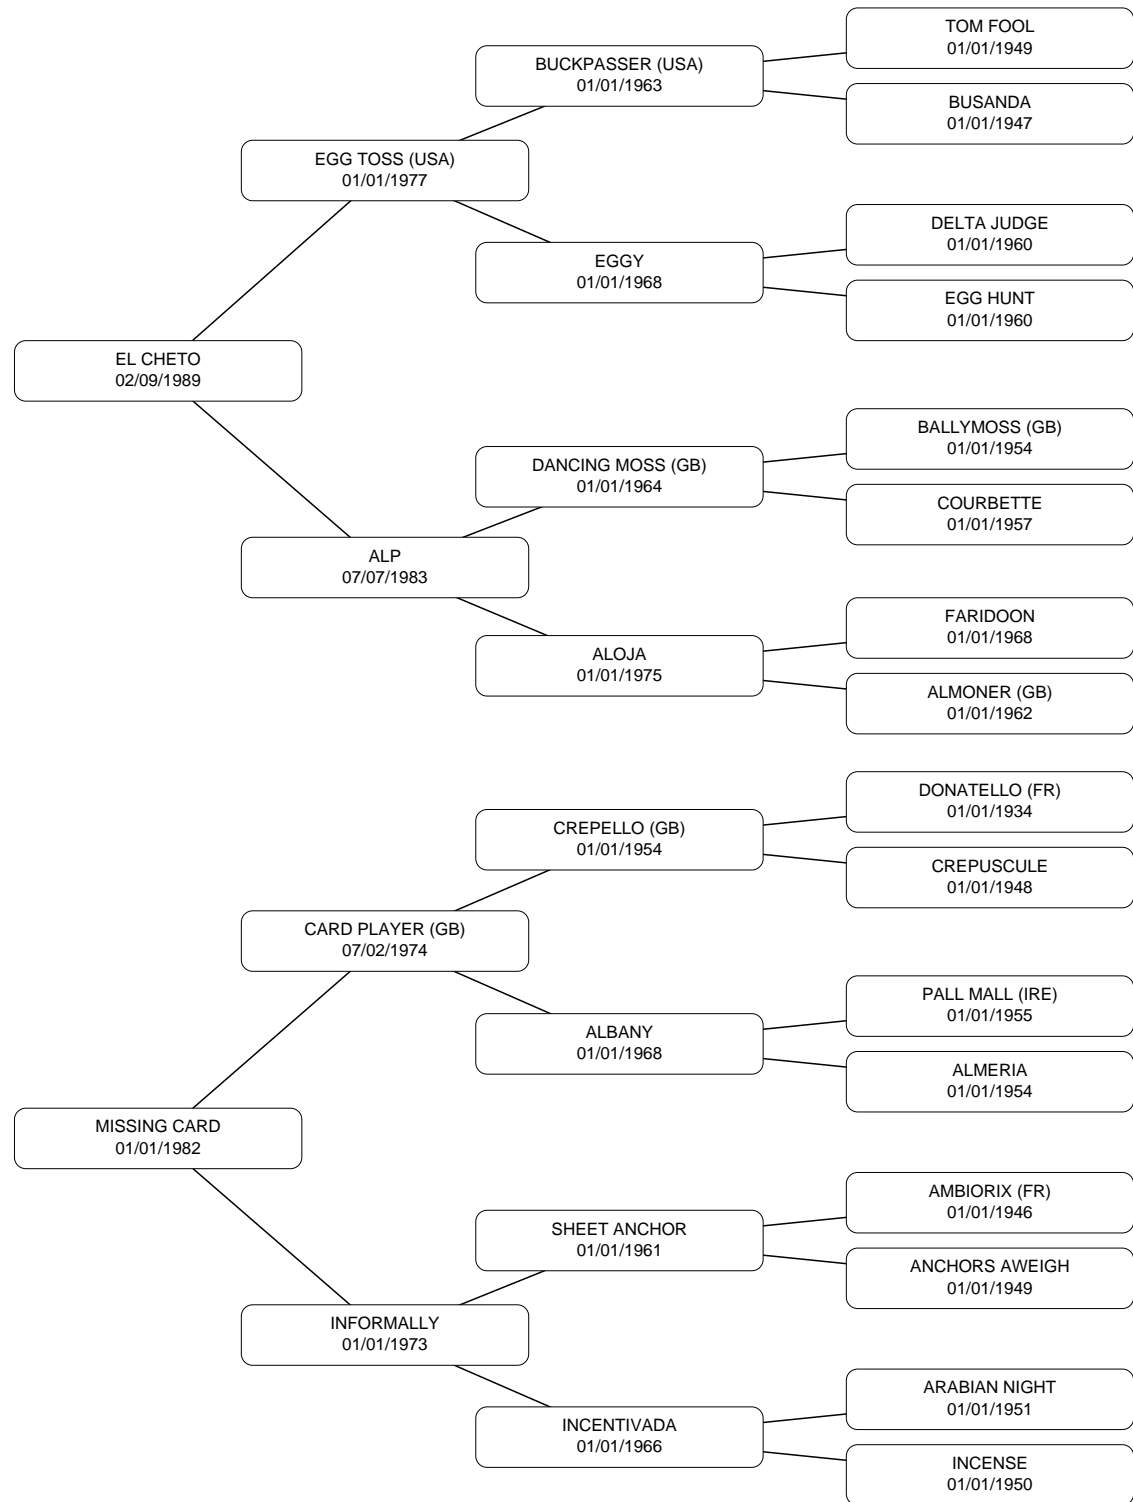 TOM FOOL
01/01/1949
BUCKPASSER (USA)
01/01/1963
BUSANDA
01/01/1947
EGG TOSS (USA)
01/01/1977
DELTA JUDGE
01/01/1960
EGGY
01/01/1968
EGG HUNT
01/01/1960
EL CHETO
02/09/1989
BALLYMOSS (GB)
01/01/1954
DANCING MOSS (GB)
01/01/1964
COURBETTE
01/01/1957
ALP
07/07/1983
FARIDOON
01/01/1968
ALOJA
01/01/1975
ALMONER (GB)
01/01/1962
DONATELLO (FR)
01/01/1934
CREPELLO (GB)
01/01/1954
CREPUSCULE
01/01/1948
CARD PLAYER (GB)
07/02/1974
PALL MALL (IRE)
01/01/1955
ALBANY
01/01/1968
ALMERIA
01/01/1954
MISSING CARD
01/01/1982
AMBIORIX (FR)
01/01/1946
SHEET ANCHOR
01/01/1961
ANCHORS AWEIGH
01/01/1949
INFORMALLY
01/01/1973
ARABIAN NIGHT
01/01/1951
INCENTIVADA
01/01/1966
INCENSE
01/01/1950